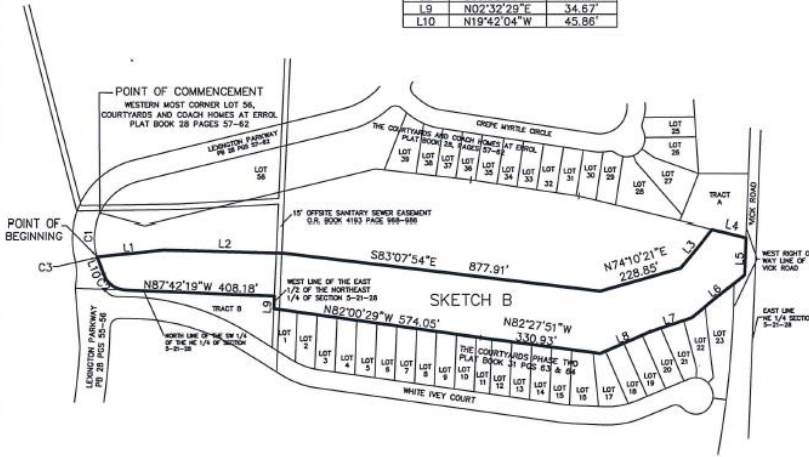 L9 N02°32'29"E 34.67'
L10 N19°42'04"W 45.86'
POINT OF COMMENCEMENT
WESTERN MOST CORNER LOT 56,
COURTYARDS AND COACH HOMES AT ERROL
PLAT BOOK 28 PAGES 57-62
LEXINGTON PARKWAY
PB 28 PGS 57-62
LOT
56
THE COURTYARDS AND COACH HOMES AT ERROL
PLAT BOOK 28, PAGES 57-62
CREPE MYRTLE CIRCLE
LOT
39
LOT
38
LOT
37
LOT
36
LOT
35
LOT
34
LOT
33
LOT
32
LOT
31
LOT
30
LOT
29
LOT
28
LOT
27
LOT
26
LOT
25
TRACT
A
VICK ROAD
15' OFFSITE SANITARY SEWER EASEMENT
O.R. BOOK 4193 PAGE 968-986
POINT OF
BEGINNING
C1
C3
L1
L2
S83°07'54"E 877.91'
N74°10'21"E
228.85'
L3
L4
L5
L6
WEST RIGHT O
WAY LINE OF
VICK ROAD
L10
N87°42'19"W 408.18'
WEST LINE OF THE EAST
1/2 OF THE NORTHEAST
1/4 OF SECTION 5-21-28
L9
SKETCH B
TRACT B
N82°00'29"W 574.05'
N82°27'51"W
330.93'
L8
L7
EAST LINE
NE 1/4 SECTIO
5-21-28
LEXINGTON PARKWAY
PB 28 PGS 55-56
NORTH LINE OF THE SW 1/4
OF THE NE 1/4 OF SECTION
5-21-28
THE COURTYARDS PHASE TWO
PLAT BOOK 31 PGS 63 & 64
LOT
1
LOT
2
LOT
3
LOT
4
LOT
5
LOT
6
LOT
7
LOT
8
LOT
9
LOT
10
LOT
11
LOT
12
LOT
13
LOT
14
LOT
15
LOT
16
LOT
17
LOT
18
LOT
19
LOT
20
LOT
21
LOT
22
LOT
23
WHITE IVEY COURT